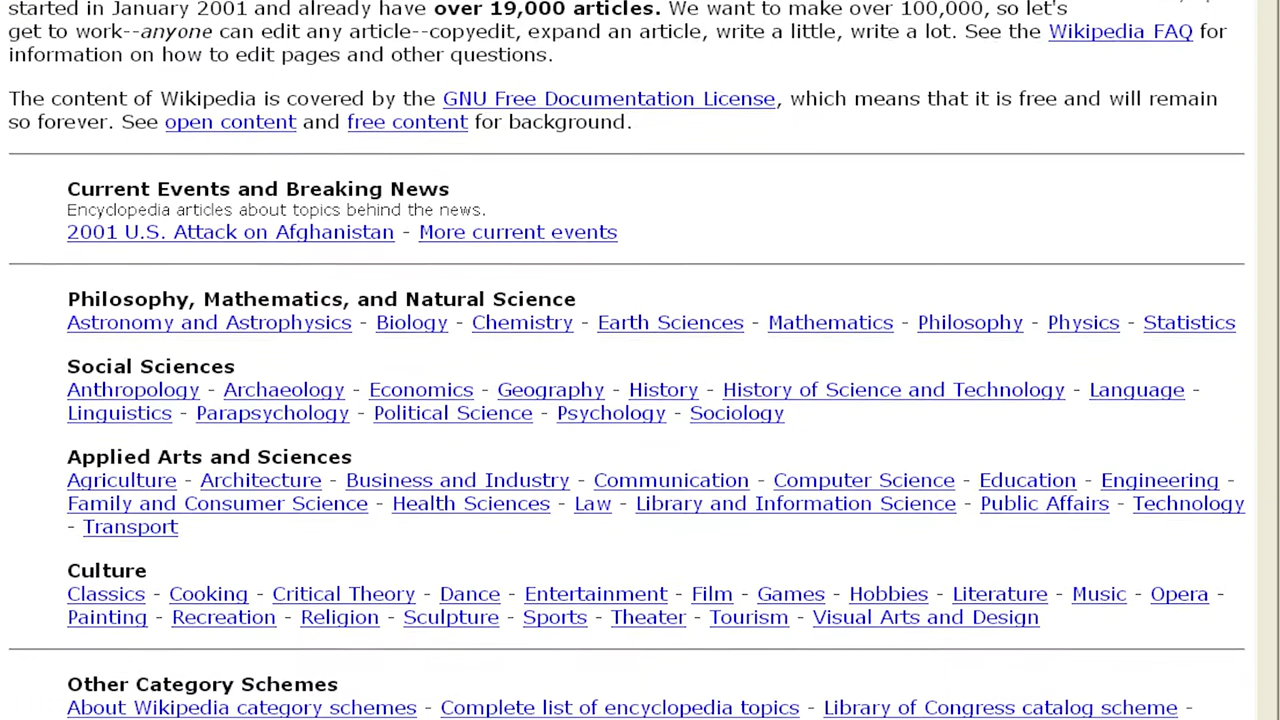 started in January 2001 and already have over 19,000 articles. We want to make over 100,000, so let's
get to work--anyone can edit any article--copyedit, expand an article, write a little, write a lot. See the Wikipedia FAQ for
information on how to edit pages and other questions.
The content of Wikipedia is covered by the GNU Free Documentation License, which means that it is free and will remain
so forever. See open content and free content for background.
Current Events and Breaking News
Encyclopedia articles about topics behind the news.
2001 U.S. Attack on Afghanistan - More current events
Philosophy, Mathematics, and Natural Science
Astronomy and Astrophysics - Biology - Chemistry - Earth Sciences - Mathematics - Philosophy - Physics - Statistics
Social Sciences
Anthropology - Archaeology - Economics - Geography - History - History of Science and Technology - Language -
Linguistics - Parapsychology - Political Science - Psychology - Sociology
Applied Arts and Sciences
Agriculture - Architecture - Business and Industry - Communication - Computer Science - Education - Engineering -
Family and Consumer Science - Health Sciences - Law - Library and Information Science - Public Affairs - Technology
- Transport
Culture
Classics - Cooking - Critical Theory - Dance - Entertainment - Film - Games - Hobbies - Literature - Music - Opera -
Painting - Recreation - Religion - Sculpture - Sports - Theater - Tourism - Visual Arts and Design
Other Category Schemes
About Wikipedia category schemes - Complete list of encyclopedia topics - Library of Congress catalog scheme -